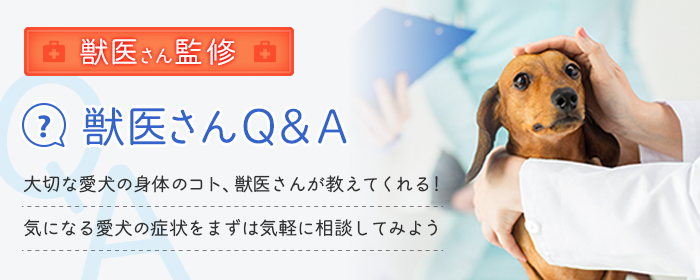 獣医さん監修
? 獣医さんQ&A
大切な愛犬の身体のコト、獣医さんが教えてくれる!
気になる愛犬の症状をまずは気軽に相談してみよう
QA